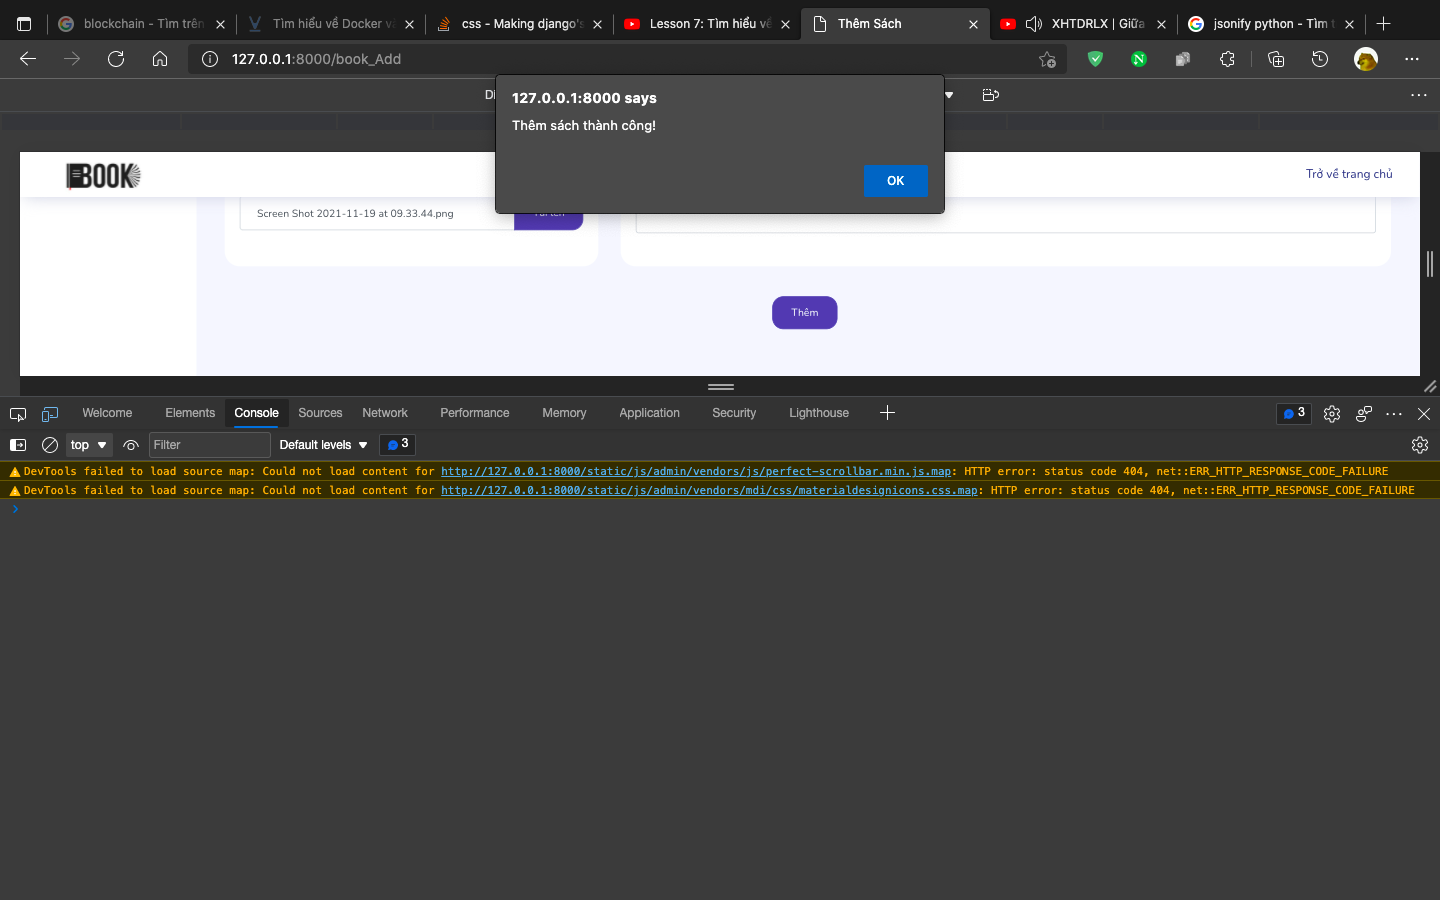 blockchain - Tìm trên
Tìm hiểu về Docker và
css - Making django's
Lesson 7: Tìm hiểu về
Thêm Sách
XHTDRLX | Giữa
jsonify python - Tìm t
127.0.0.1:8000/book_Add
127.0.0.1:8000 says
Thêm sách thành công!
OK
BOOK
Trở về trang chủ
Screen Shot 2021-11-19 at 09.33.44.png
Thêm
Welcome
Elements
Console
Sources
Network
Performance
Memory
Application
Security
Lighthouse
3
top
Filter
Default levels
3
DevTools failed to load source map: Could not load content for http://127.0.0.1:8000/static/js/admin/vendors/js/perfect-scrollbar.min.js.map: HTTP error: status code 404, net::ERR_HTTP_RESPONSE_CODE_FAILURE
DevTools failed to load source map: Could not load content for http://127.0.0.1:8000/static/js/admin/vendors/mdi/css/materialdesignicons.css.map: HTTP error: status code 404, net::ERR_HTTP_RESPONSE_CODE_FAILURE